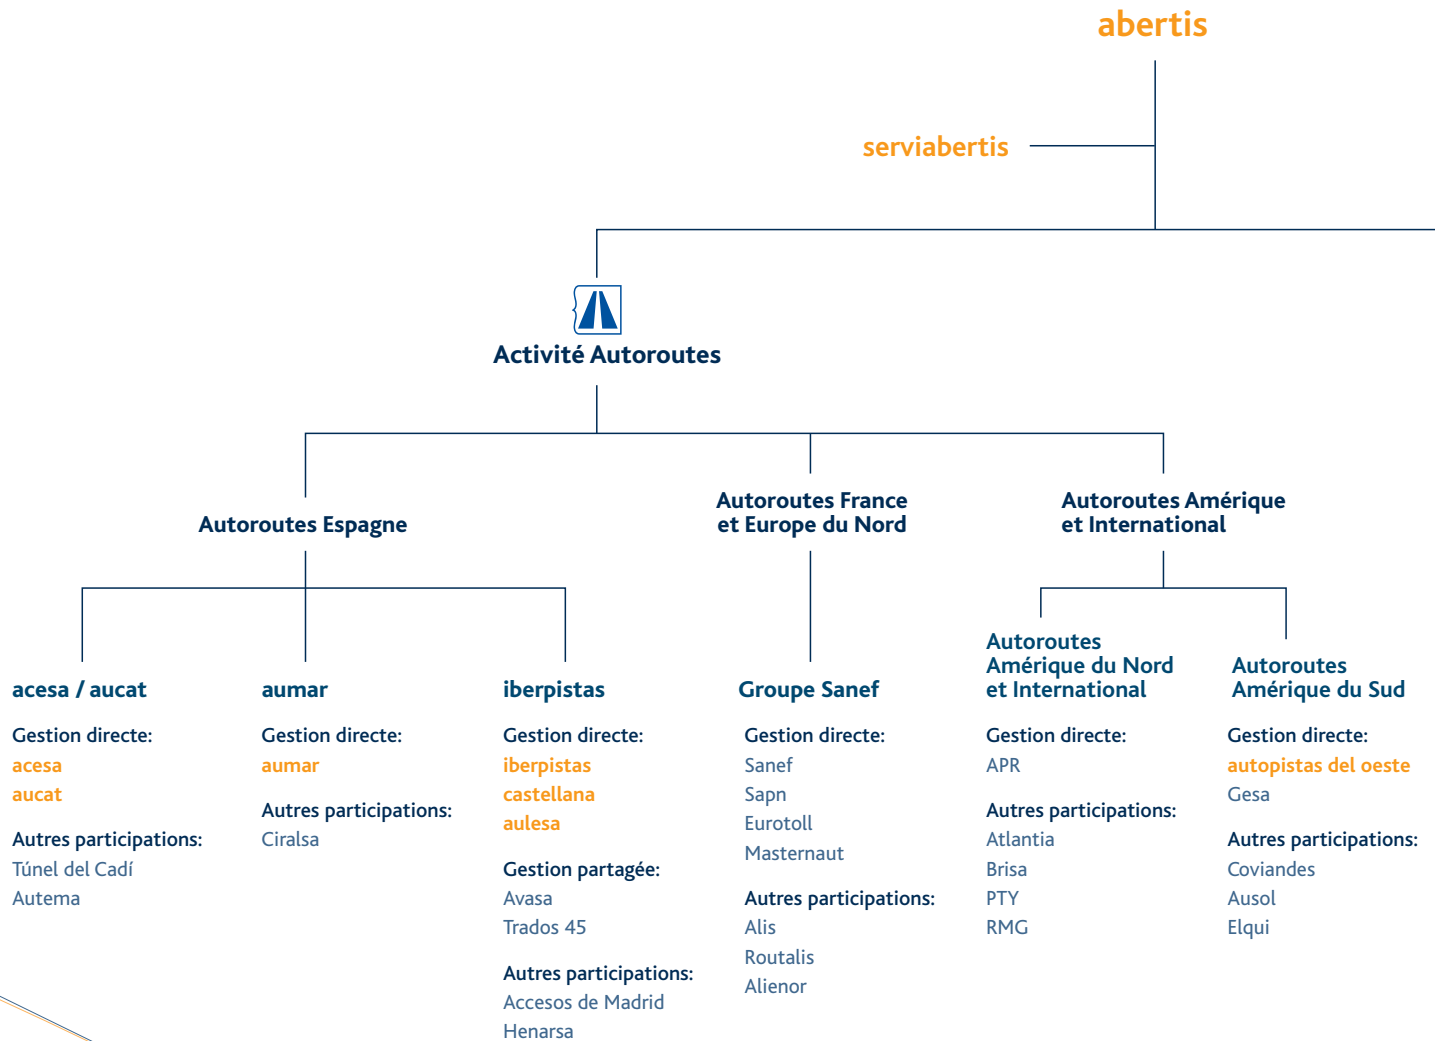 abertis
serviabertis
Activité Autoroutes
Autoroutes Espagne
Autoroutes France
et Europe du Nord
Autoroutes Amérique
et International
acesa / aucat
Gestion directe:
acesa
aucat
Autres participations:
Túnel del Cadí
Autema
aumar
Gestion directe:
aumar
Autres participations:
Ciralsa
iberpistas
Gestion directe:
iberpistas
castellana
aulesa
Gestion partagée:
Avasa
Trados 45
Autres participations:
Accesos de Madrid
Henarsa
Groupe Sanef
Gestion directe:
Sanef
Sapn
Eurotoll
Masternaut
Autres participations:
Alis
Routalis
Alienor
Autoroutes
Amérique du Nord
et International
Gestion directe:
APR
Autres participations:
Atlantia
Brisa
PTY
RMG
Autoroutes
Amérique du Sud
Gestion directe:
autopistas del oeste
Gesa
Autres participations:
Coviandes
Ausol
Elqui